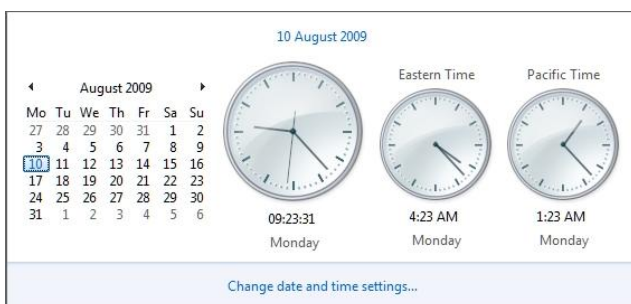 10 August 2009
August 2009
Mo Tu We Th Fr Sa Su
27 28 29 30 31 1 2
3 4 5 6 7 8 9
10 11 12 13 14 15 16
17 18 19 20 21 22 23
24 25 26 27 28 29 30
31 1 2 3 4 5 6
09:23:31
Monday
Eastern Time
4:23 AM
Monday
Pacific Time
1:23 AM
Monday
Change date and time settings...